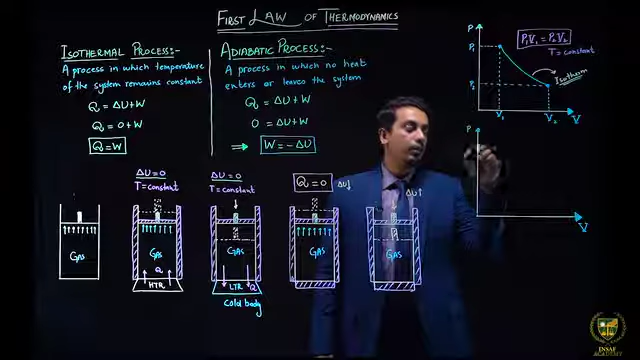 FIRST LAW OF THERMODYNAMICS
ISOTHERMAL PROCESS:-
A process in which temperature
of the system remains constant
Q = ΔU + W
Q = 0 + W
Q = W
ADIABATIC PROCESS:-
A process in which no heat
enters or leaves the system
Q = ΔU + W
0 = ΔU + W
⇒ W = - ΔU
P
P₁V₁ = P₂V₂
T = constant
P₁
Isotherm
P₂
V₁
V₂
V
P
V
ΔU = 0
T = constant
ΔU = 0
T = constant
Q = 0
ΔU↓
ΔU↑
GAS
GAS
Q
HTR
GAS
LTR
Q
Cold body
GAS
GAS
INSAF
ACADEMY